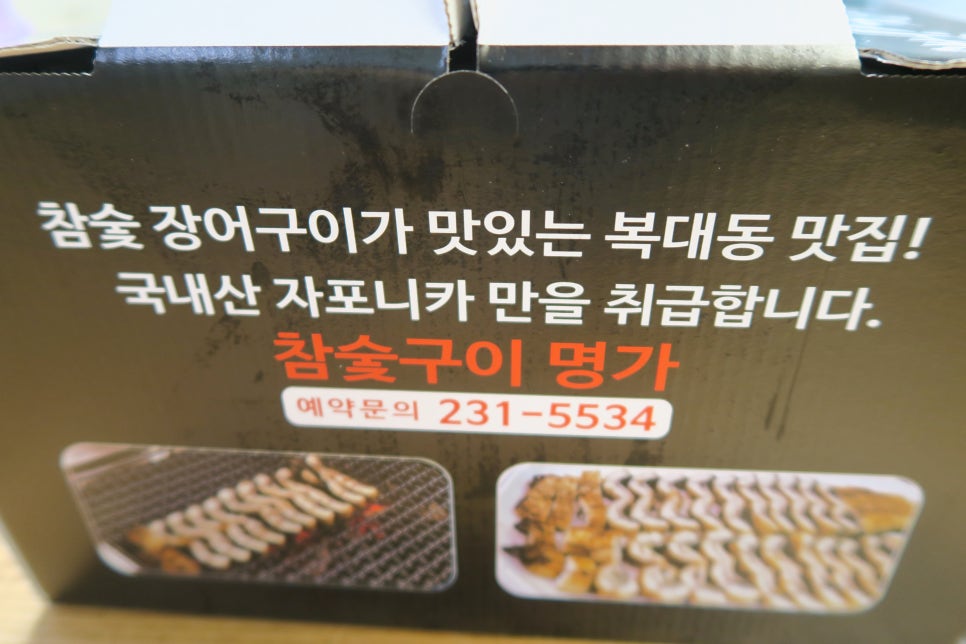 참숯 장어구이가 맛있는 복대동 맛집!
국내산 자포니카 만을 취급합니다.
참숯구이 명가
예약문의 231-5534